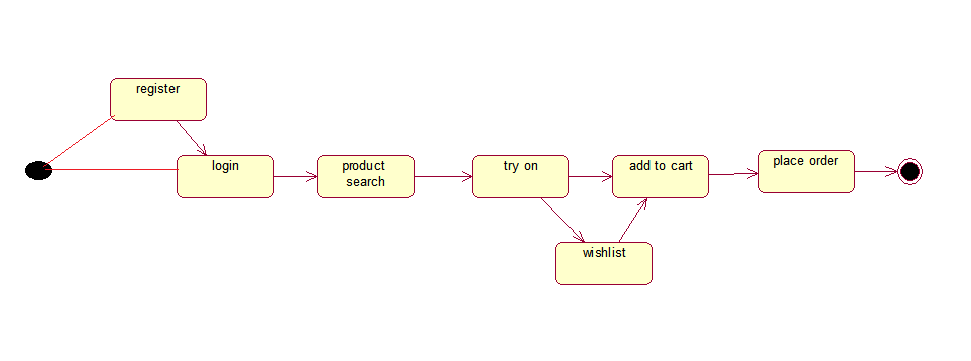 register
login
product
search
try on
add to cart
place order
wishlist